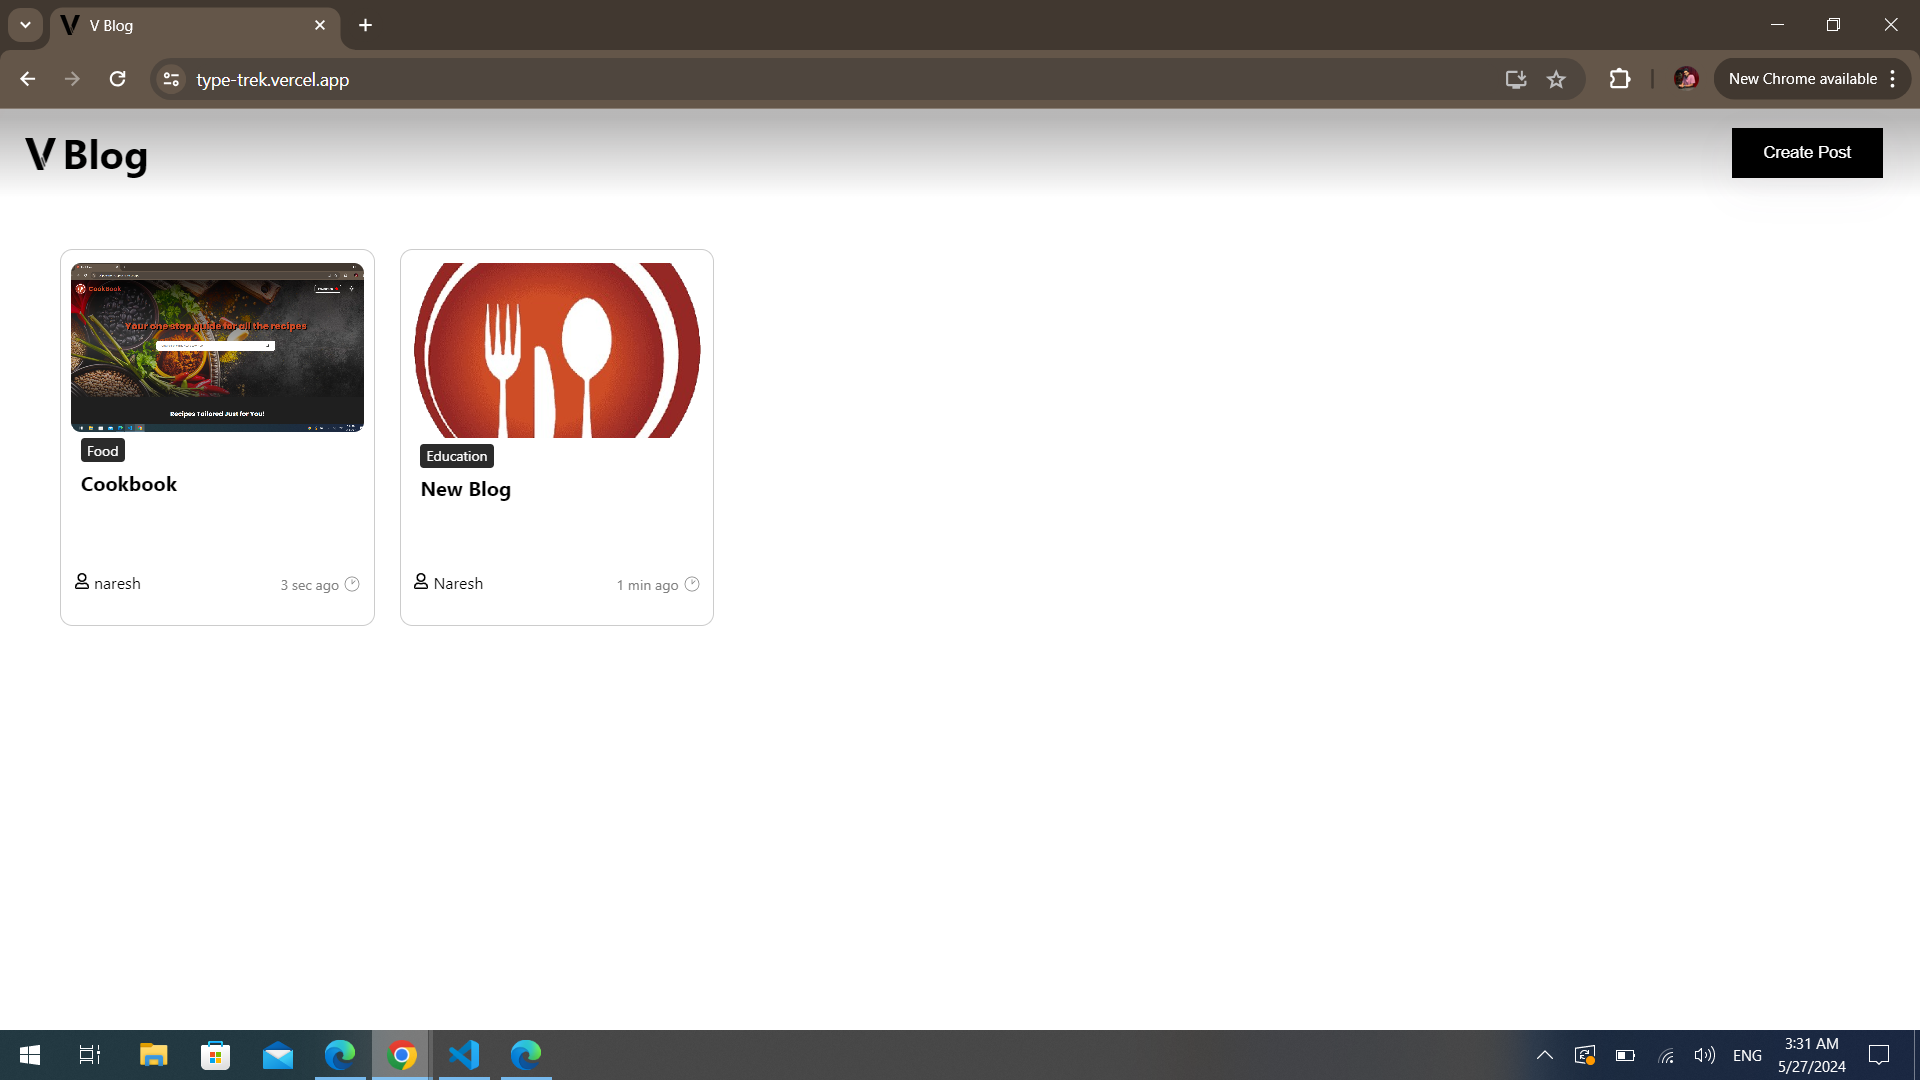 V Blog
type-trek.vercel.app
New Chrome available
V Blog
Create Post
CookBook
Your one stop guide for all the recipes
Recipes Tailored Just for You!
Food
Cookbook
naresh
3 sec ago
Education
New Blog
Naresh
1 min ago
ENG
3:31 AM
5/27/2024